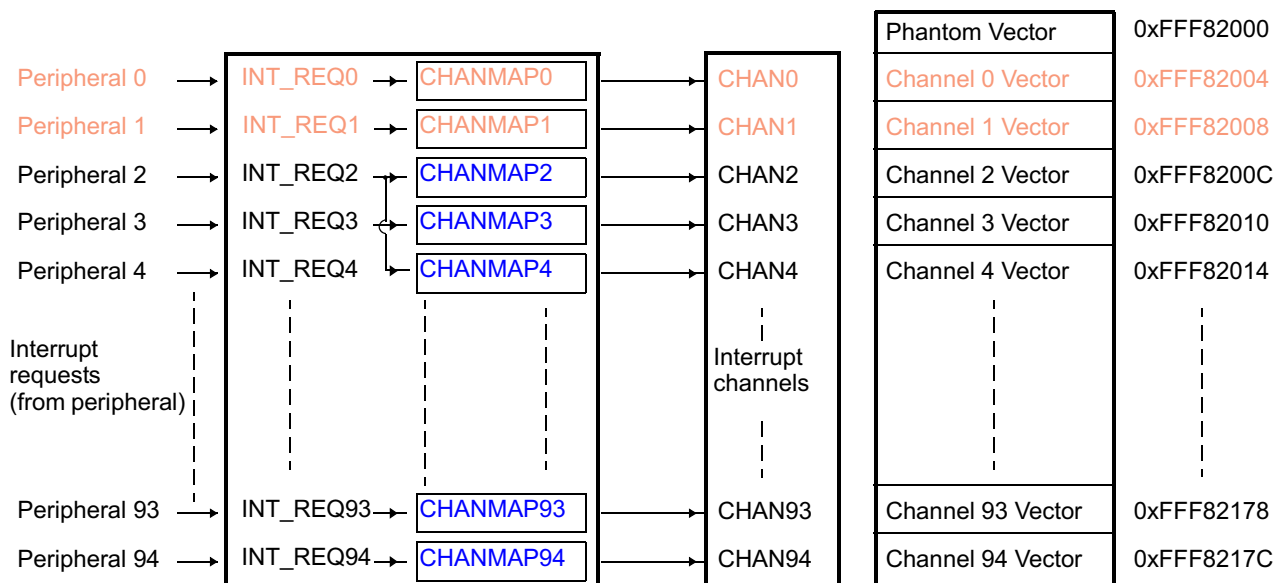 Phantom Vector 0xFFF82000
Peripheral 0 INT_REQ0 CHANMAP0 CHAN0 Channel 0 Vector 0xFFF82004
Peripheral 1 INT_REQ1 CHANMAP1 CHAN1 Channel 1 Vector 0xFFF82008
Peripheral 2 INT_REQ2 CHANMAP2 CHAN2 Channel 2 Vector 0xFFF8200C
Peripheral 3 INT_REQ3 CHANMAP3 CHAN3 Channel 3 Vector 0xFFF82010
Peripheral 4 INT_REQ4 CHANMAP4 CHAN4 Channel 4 Vector 0xFFF82014
Interrupt
requests
(from peripheral)
Interrupt
channels
Peripheral 93 INT_REQ93 CHANMAP93 CHAN93 Channel 93 Vector 0xFFF82178
Peripheral 94 INT_REQ94 CHANMAP94 CHAN94 Channel 94 Vector 0xFFF8217C